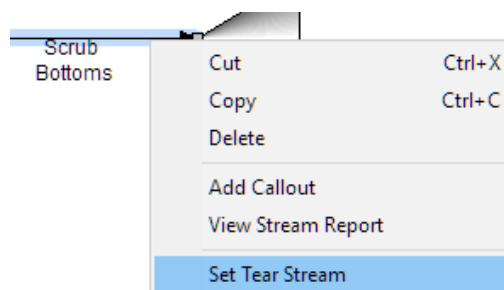 Scrub
Bottoms
Cut Ctrl+X
Copy Ctrl+C
Delete
Add Callout
View Stream Report
Set Tear Stream